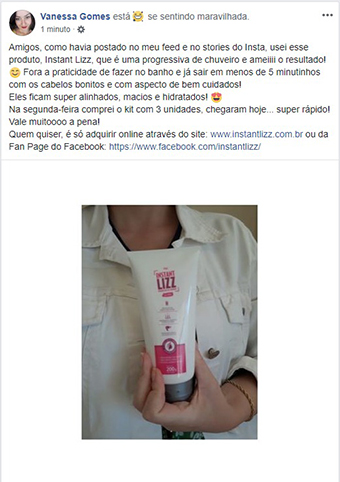 Vanessa Gomes está se sentindo maravilhada.
1 minuto
Amigos, como havia postado no meu feed e no stories do Insta, usei esse
produto, Instant Lizz, que é uma progressiva de chuveiro e ameiiii o resultado!
Fora a praticidade de fazer no banho e já sair em menos de 5 minutinhos
com os cabelos bonitos e com aspecto de bem cuidados!
Eles ficam super alinhados, macios e hidratados!
Na segunda-feira comprei o kit com 3 unidades, chegaram hoje... super rápido!
Vale muitoooo a pena!
Quem quiser, é só adquirir online através do site: www.instantlizz.com.br ou da
Fan Page do Facebook: https://www.facebook.com/instantlizz/
INSTANT
LIZZ